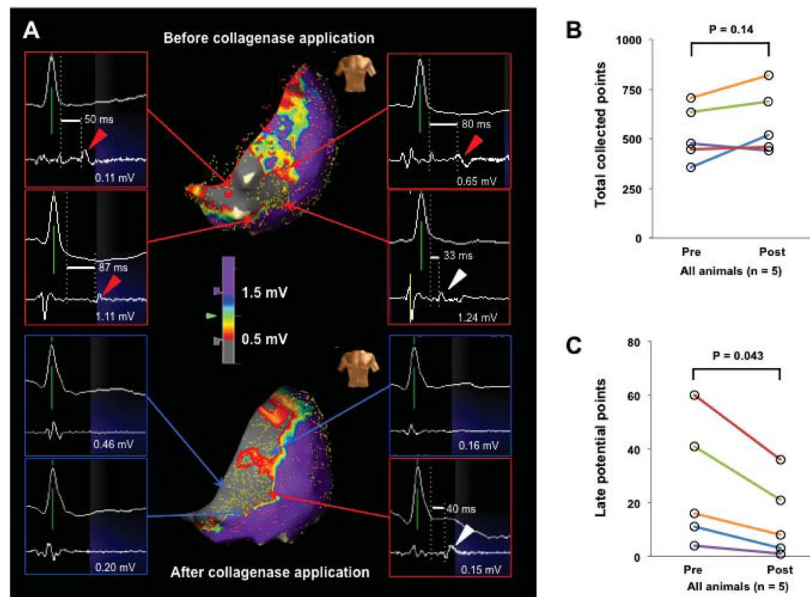 A
Before collagenase application
50 ms
0.11 mV
80 ms
0.65 mV
87 ms
1.11 mV
33 ms
1.24 mV
1.5 mV
0.5 mV
0.46 mV
0.16 mV
0.20 mV
40 ms
0.15 mV
After collagenase application
B
P = 0.14
Total collected points
1000
750
500
250
0
Pre
Post
All animals (n = 5)
C
P = 0.043
Late potential points
80
60
40
20
0
Pre
Post
All animals (n = 5)